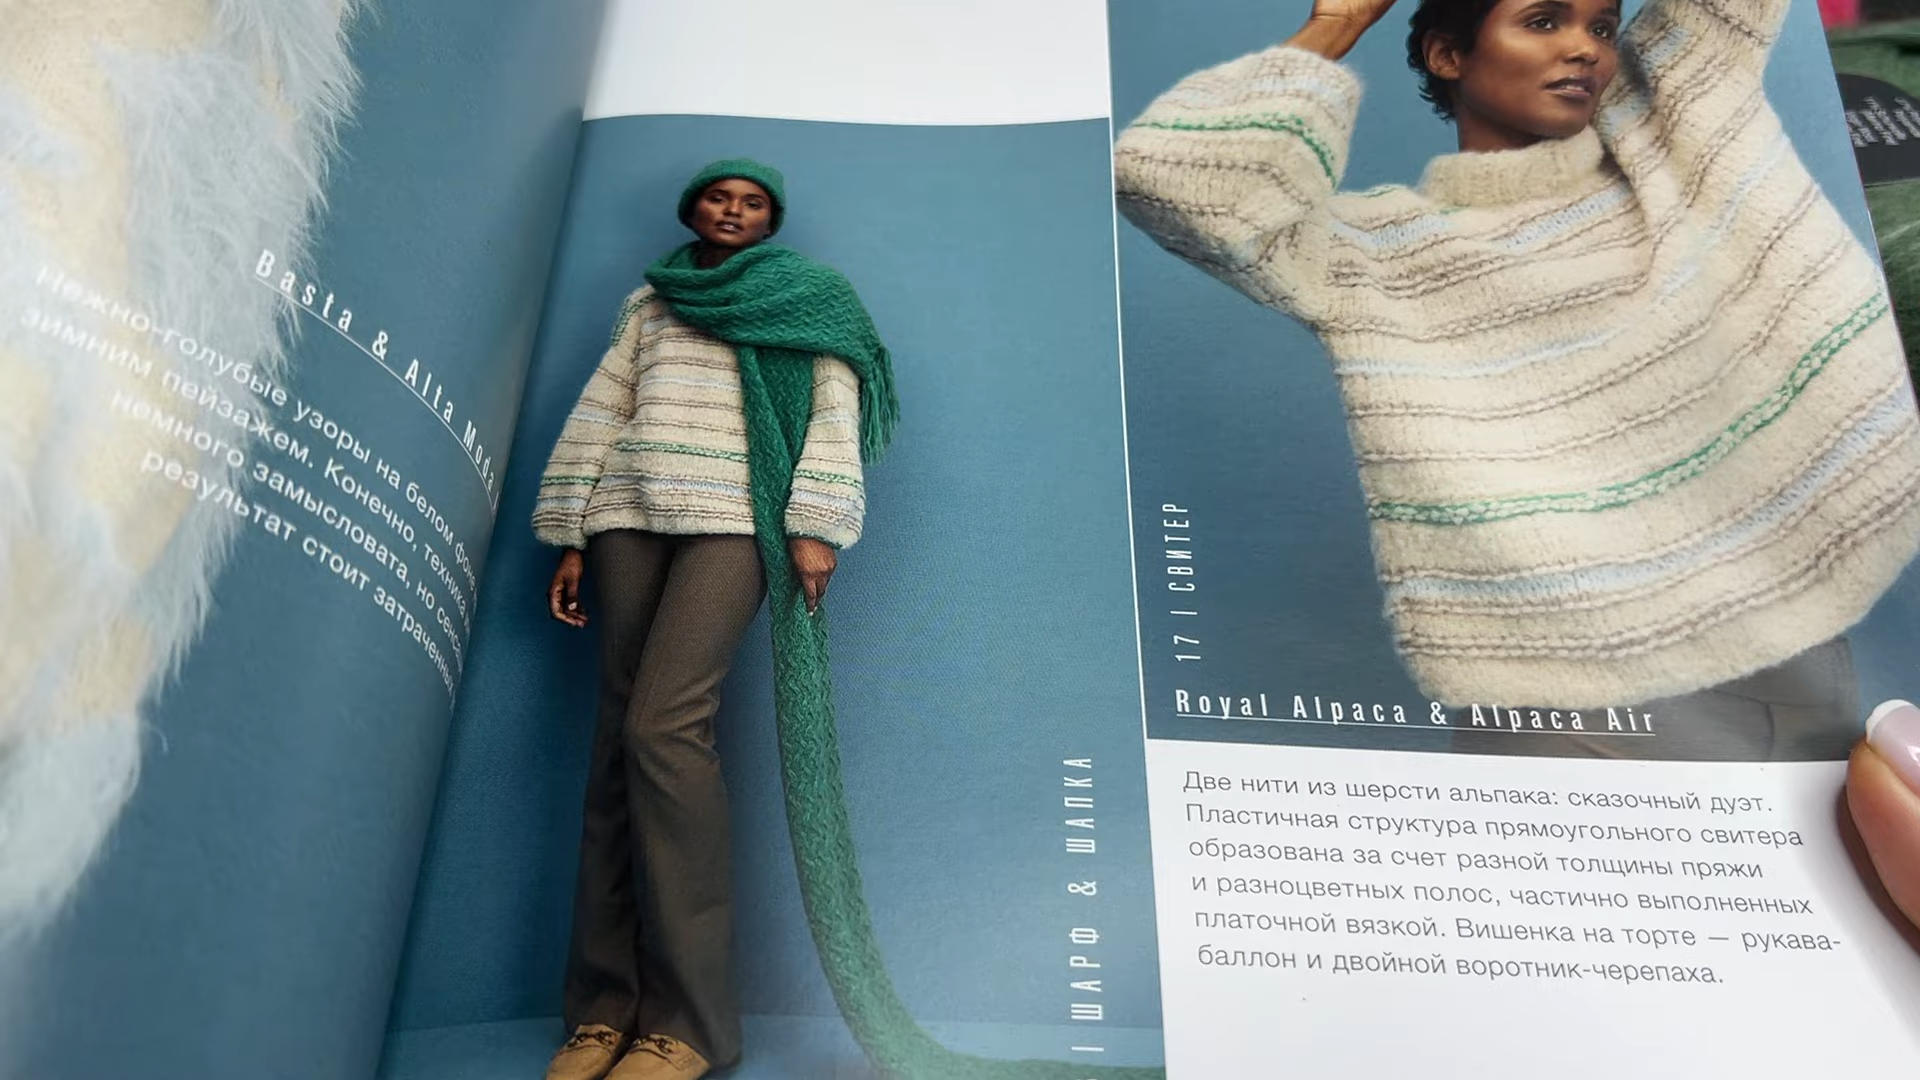 Basta & Alta Moda
Нежно-голубые узоры на белом фоне
зимним пейзажем. Конечно, техника
немного замысловата, но
результат стоит затраченных
| ШАРФ & ШАПКА
17 | СВИТЕР
Royal Alpaca & Alpaca Air
Две нити из шерсти альпака: сказочный дуэт.
Пластичная структура прямоугольного свитера
образована за счет разной толщины пряжи
и разноцветных полос, частично выполненных
платочной вязкой. Вишенка на торте — рукава-
баллон и двойной воротник-черепаха.